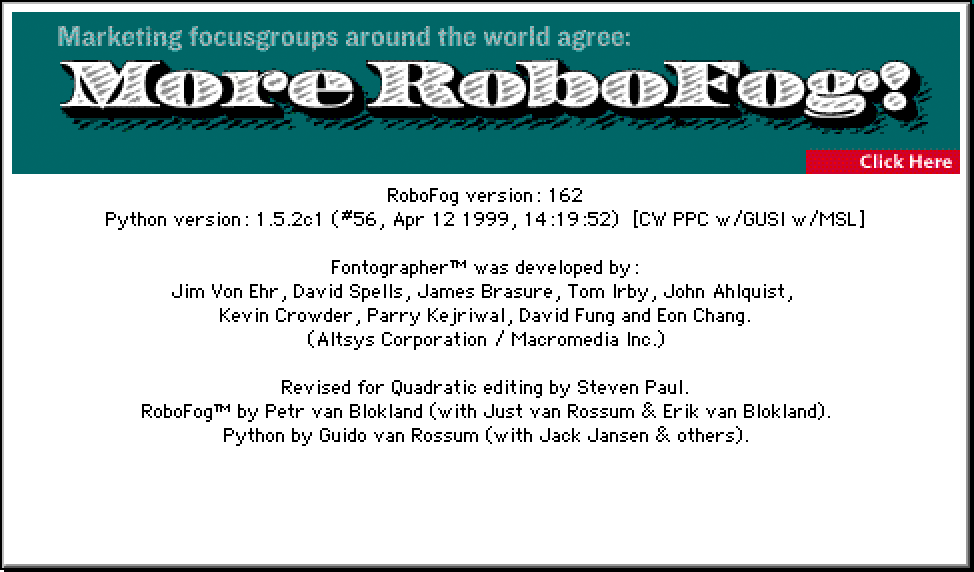 Marketing focusgroups around the world agree:
More RoboFog!
Click Here
RoboFog version: 162
Python version: 1.5.2c1 (#56, Apr 12 1999, 14:19:52) [CW PPC w/GUSI w/MSL]
Fontographer™ was developed by:
Jim Von Ehr, David Spells, James Brasure, Tom Irby, John Ahlquist,
Kevin Crowder, Parry Kejriwal, David Fung and Eon Chang.
(Altsys Corporation / Macromedia Inc.)
Revised for Quadratic editing by Steven Paul.
RoboFog™ by Petr van Blokland (with Just van Rossum & Erik van Blokland).
Python by Guido van Rossum (with Jack Jansen & others).